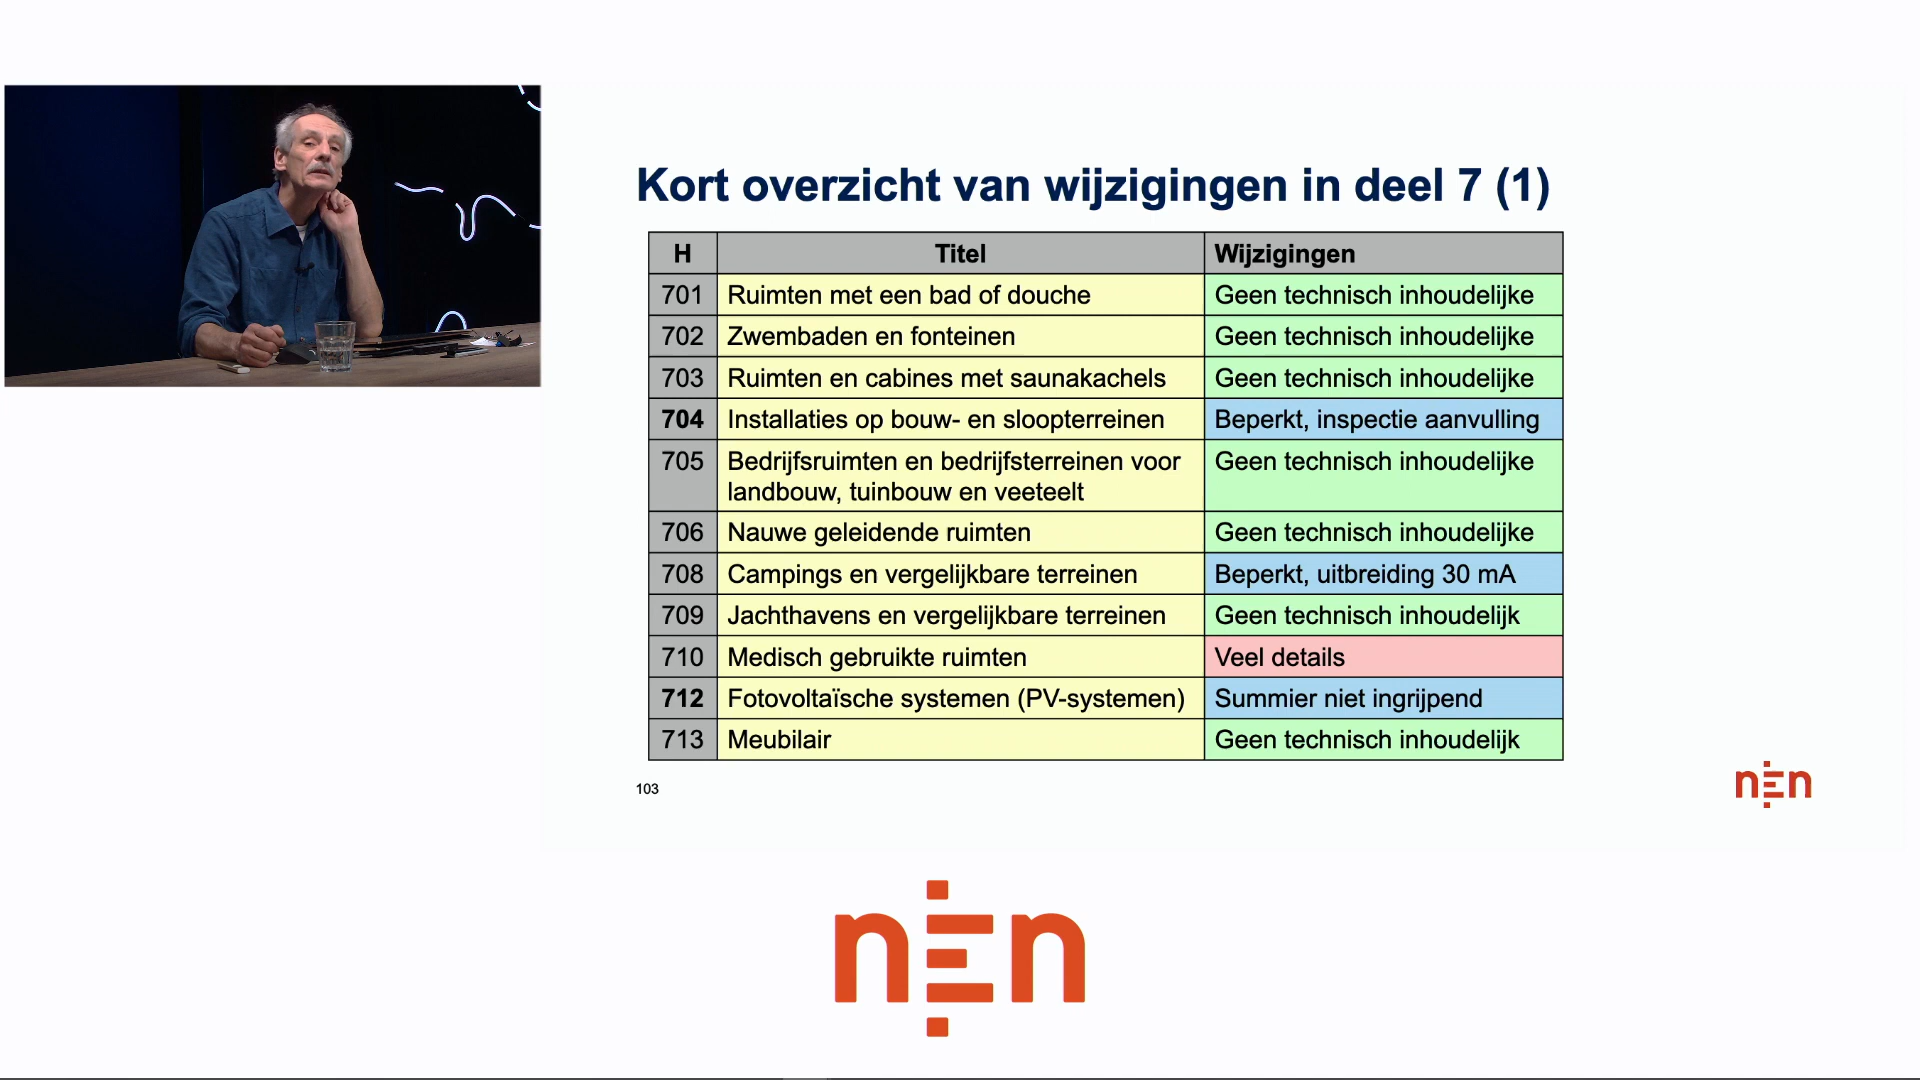 Kort overzicht van wijzigingen in deel 7 (1)
H Titel Wijzigingen
701 Ruimten met een bad of douche Geen technisch inhoudelijke
702 Zwembaden en fonteinen Geen technisch inhoudelijke
703 Ruimten en cabines met saunakachels Geen technisch inhoudelijke
704 Installaties op bouw- en sloopterreinen Beperkt, inspectie aanvulling
705 Bedrijfsruimten en bedrijfsterreinen voor Geen technisch inhoudelijke
landbouw, tuinbouw en veeteelt
706 Nauwe geleidende ruimten Geen technisch inhoudelijke
708 Campings en vergelijkbare terreinen Beperkt, uitbreiding 30 mA
709 Jachthavens en vergelijkbare terreinen Geen technisch inhoudelijk
710 Medisch gebruikte ruimten Veel details
712 Fotovoltaïsche systemen (PV-systemen) Summier niet ingrijpend
713 Meubilair Geen technisch inhoudelijk
103
nEn
nEn